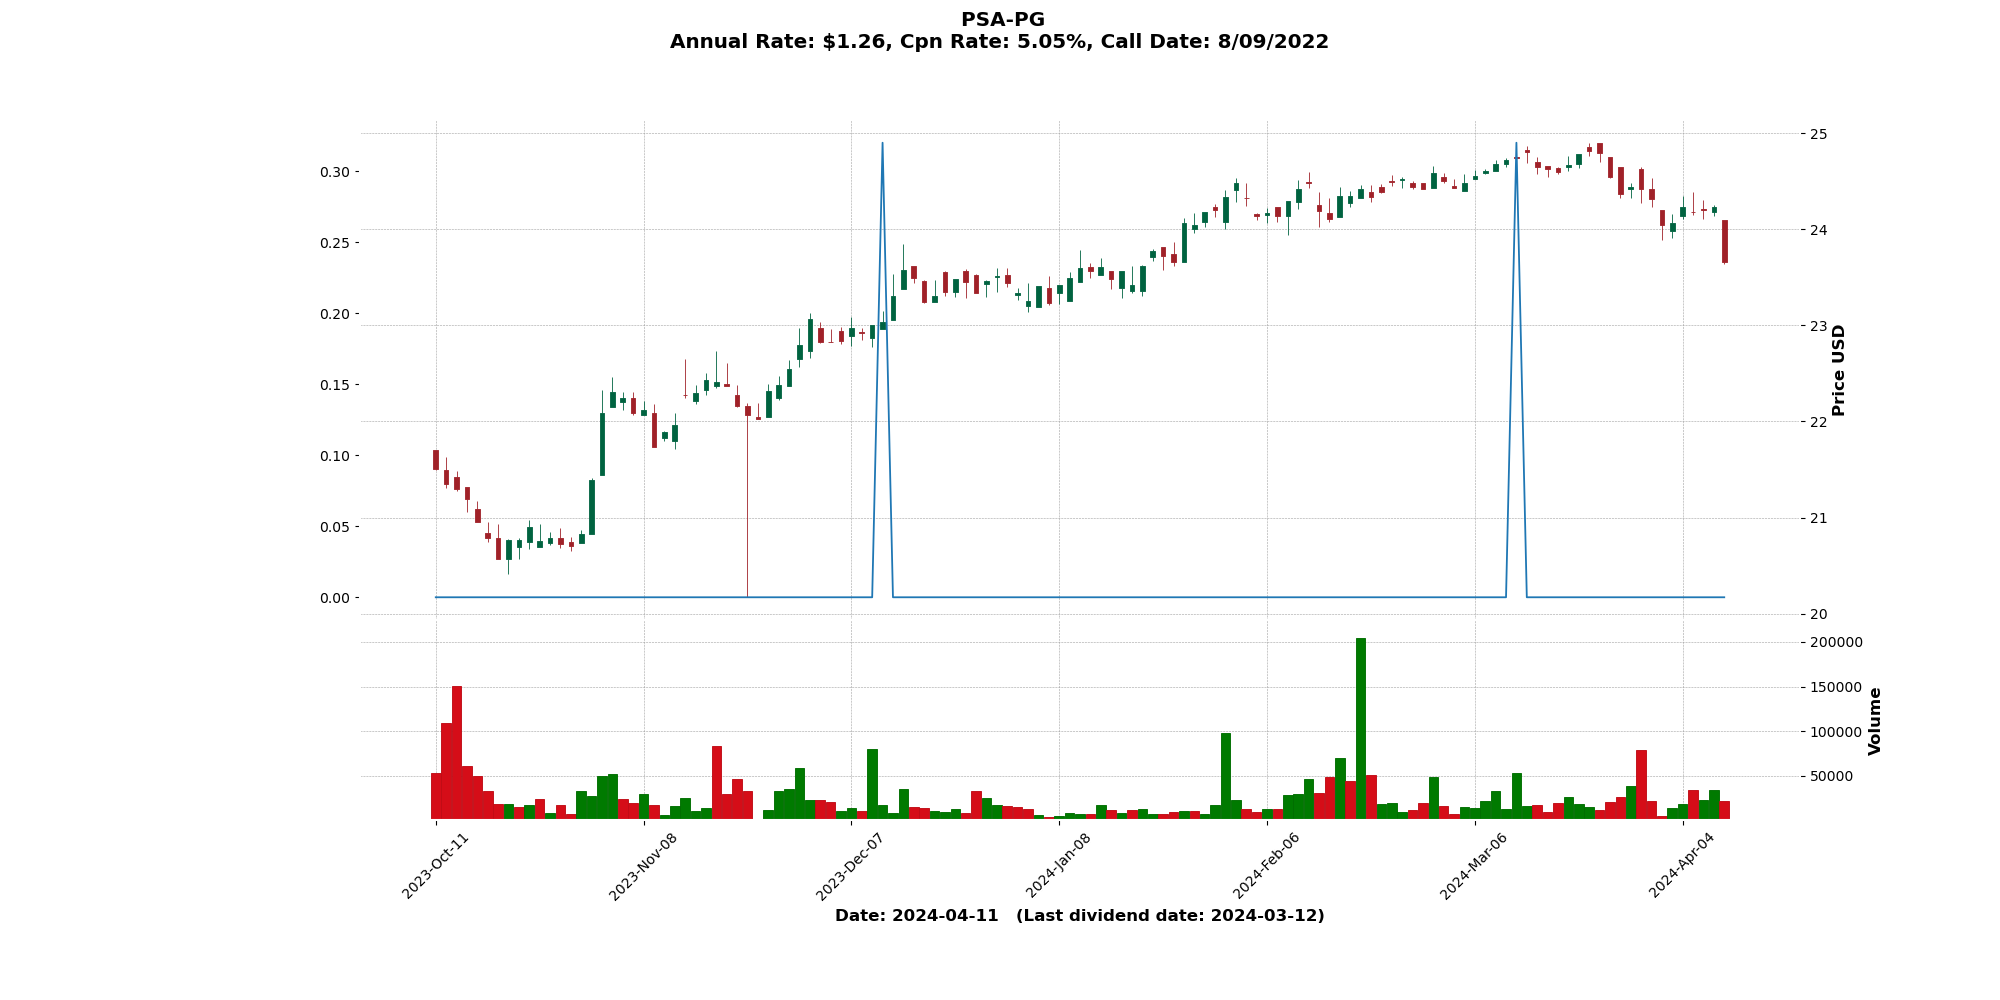 PSA-PG
Annual Rate: $1.26, Cpn Rate: 5.05%, Call Date: 8/09/2022
0.30
0.25
0.20
0.15
0.10
0.05
0.00
25
24
23
22
21
20
Price USD
200000
150000
100000
50000
Volume
2023-Oct-11
2023-Nov-08
2023-Dec-07
2024-Jan-08
2024-Feb-06
2024-Mar-06
2024-Apr-04
Date: 2024-04-11   (Last dividend date: 2024-03-12)